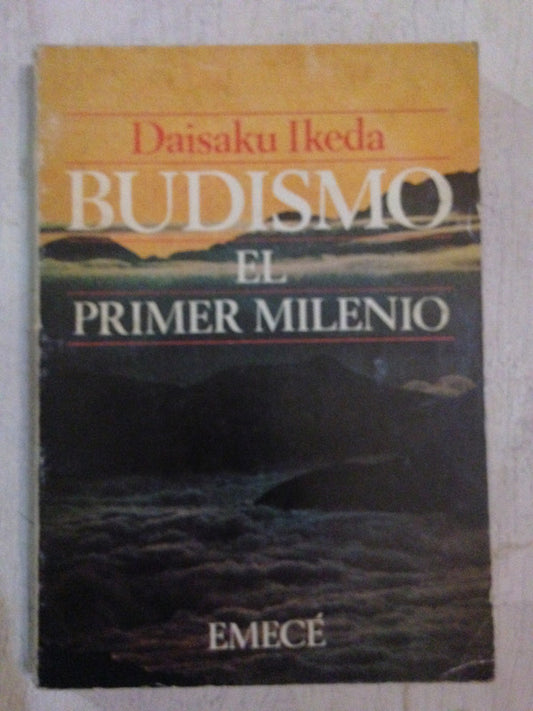 Daisaku Ikeda
BUDISMO
EL
PRIMER MILENIO
EMECÉ